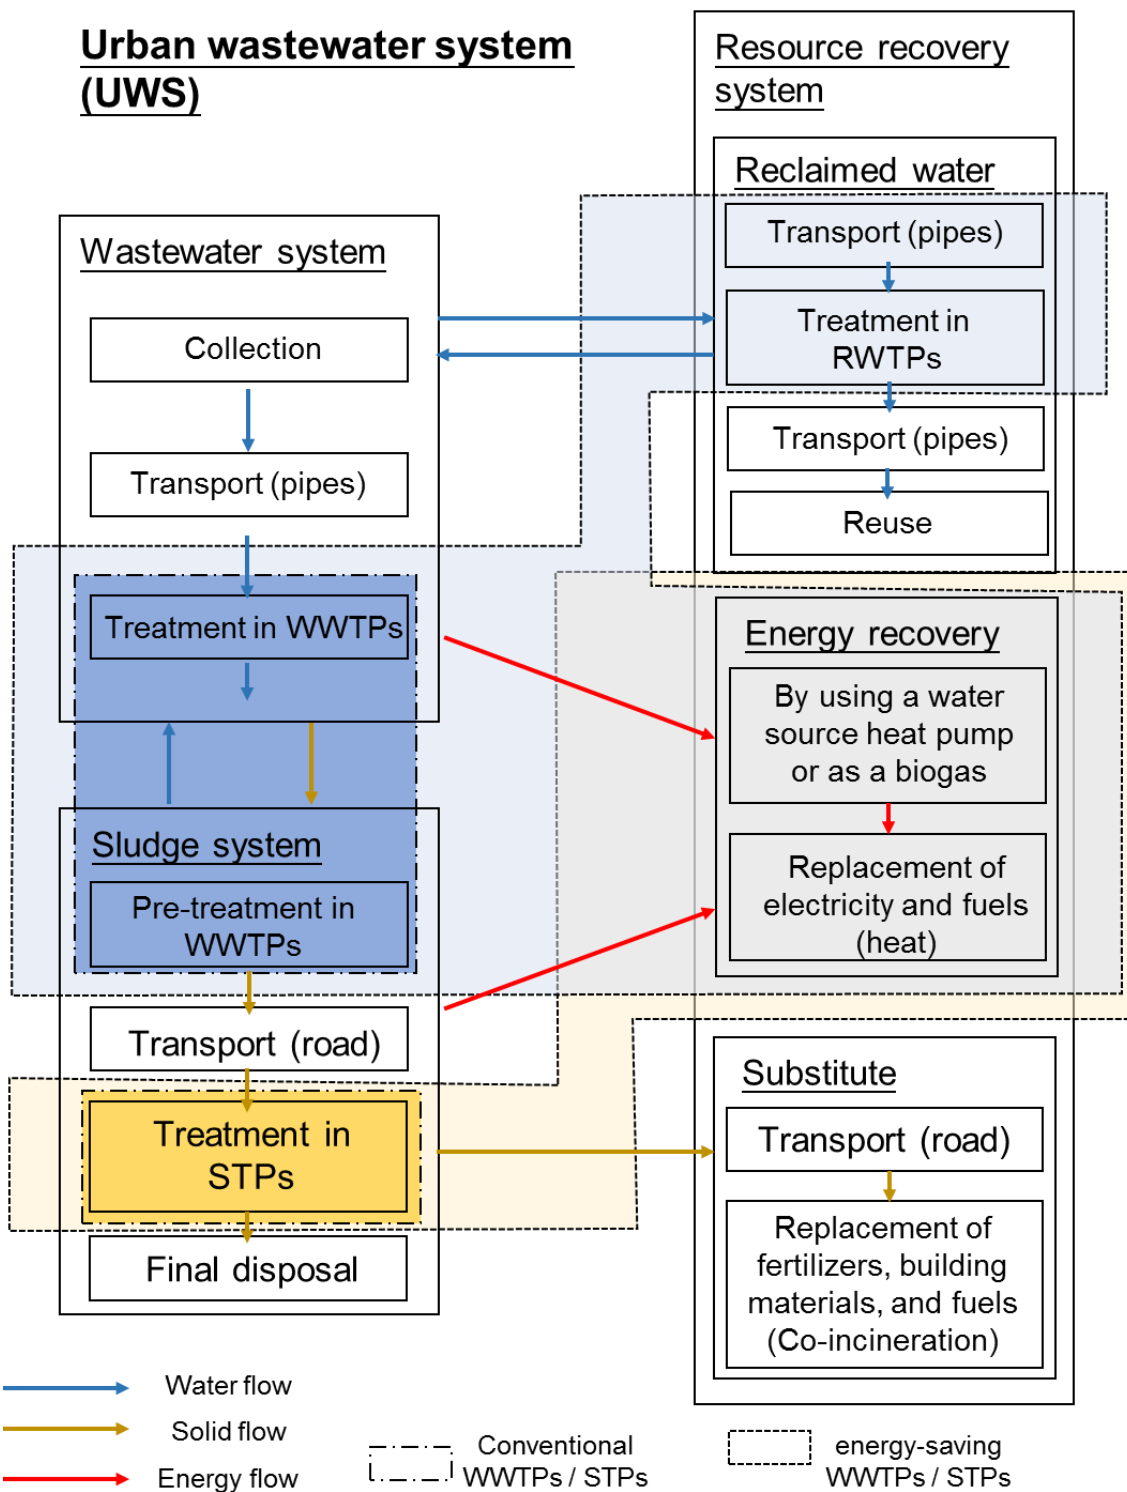 Urban wastewater system
(UWS)
Wastewater system
Collection
Transport (pipes)
Treatment in WWTPs
Sludge system
Pre-treatment in
WWTPs
Transport (road)
Treatment in
STPs
Final disposal
Resource recovery
system
Reclaimed water
Transport (pipes)
Treatment in
RWTPs
Transport (pipes)
Reuse
Energy recovery
By using a water
source heat pump
or as a biogas
Replacement of
electricity and fuels
(heat)
Substitute
Transport (road)
Replacement of
fertilizers, building
materials, and fuels
(Co-incineration)
Water flow
Solid flow
Energy flow
Conventional
WWTPs / STPs
energy-saving
WWTPs / STPs